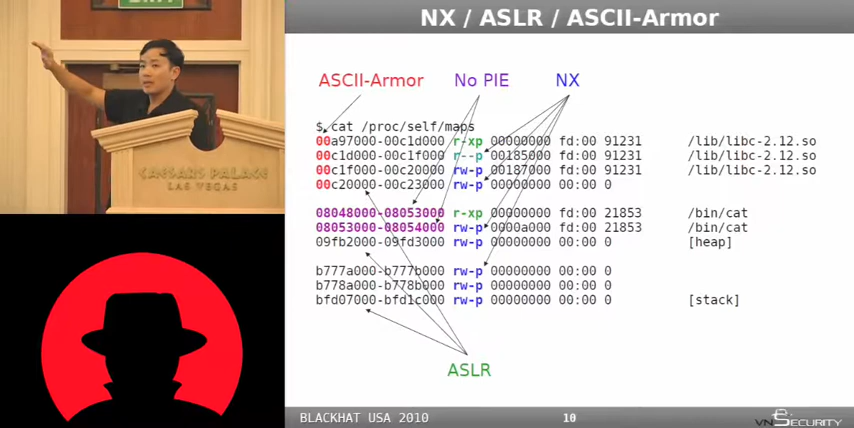 EXIT
CAESARS PALACE
LAS VEGAS
NX / ASLR / ASCII-Armor
ASCII-Armor No PIE NX
$ cat /proc/self/maps
00a97000-00c1d000 r-xp 00000000 fd:00 91231 /lib/libc-2.12.so
00c1d000-00c1f000 r--p 00185000 fd:00 91231 /lib/libc-2.12.so
00c1f000-00c20000 rw-p 00187000 fd:00 91231 /lib/libc-2.12.so
00c20000-00c23000 rw-p 00000000 00:00 0
08048000-08053000 r-xp 00000000 fd:00 21853 /bin/cat
08053000-08054000 rw-p 0000a000 fd:00 21853 /bin/cat
09fb2000-09fd3000 rw-p 00000000 00:00 0 [heap]
b777a000-b777b000 rw-p 00000000 00:00 0
b778a000-b778b000 rw-p 00000000 00:00 0
bfd07000-bfd1c000 rw-p 00000000 00:00 0 [stack]
ASLR
BLACKHAT USA 2010 10 VNSECURITY